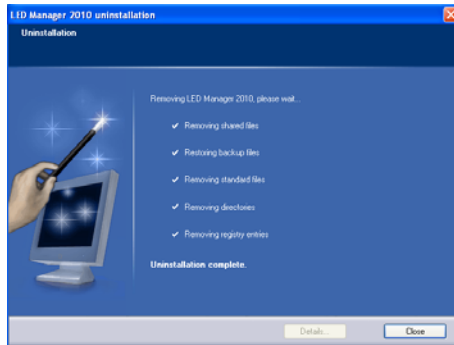 LED Manager 2010 uninstallation
Uninstallation
Removing LED Manager 2010, please wait...
Removing shared files
Restoring backup files
Removing standard files
Removing directories
Removing registry entries
Uninstallation complete.
Details...
Close